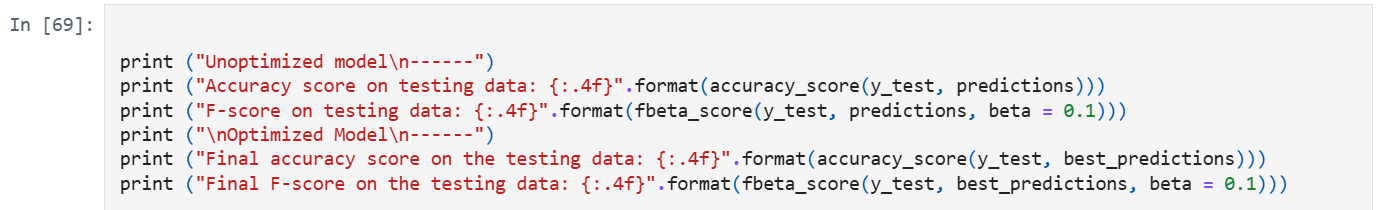 In [69]:
print ("Unoptimized model\n------")
print ("Accuracy score on testing data: {:.4f}".format(accuracy_score(y_test, predictions)))
print ("F-score on testing data: {:.4f}".format(fbeta_score(y_test, predictions, beta = 0.1)))
print ("\nOptimized Model\n------")
print ("Final accuracy score on the testing data: {:.4f}".format(accuracy_score(y_test, best_predictions)))
print ("Final F-score on the testing data: {:.4f}".format(fbeta_score(y_test, best_predictions, beta = 0.1)))